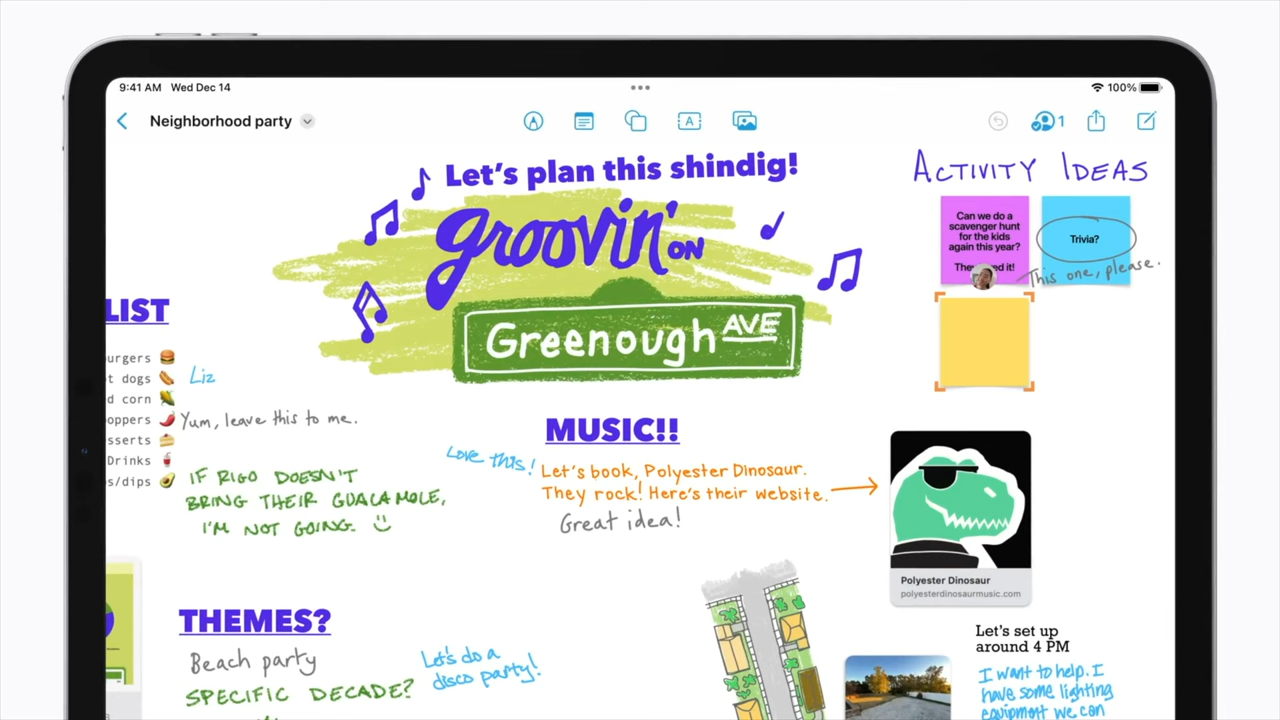 9:41 AM Wed Dec 14
100%
Neighborhood party
A
1
Let's plan this shindig!
groovin' ON
Greenough AVE
ACTIVITY IDEAS
Can we do a
scavenger hunt
for the kids
again this year?
Trivia?
This one, please.
LIST
urgers
t dogs
Liz
d corn
oppers
Yum, leave this to me.
sserts
Drinks
s/dips
IF RIGO DOESN'T
BRING THEIR GUACAMOLE,
I'M NOT GOING.
MUSIC!!
Love this!
Let's book, Polyester Dinosaur.
They rock! Here's their website.
Great idea!
Polyester Dinosaur
polyesterdinosaurmusic.com
THEMES?
Beach party
SPECIFIC DECADE?
Let's do a
disco party!
Let's set up
around 4 PM
I want to help. I
have some lighting
equipment we can